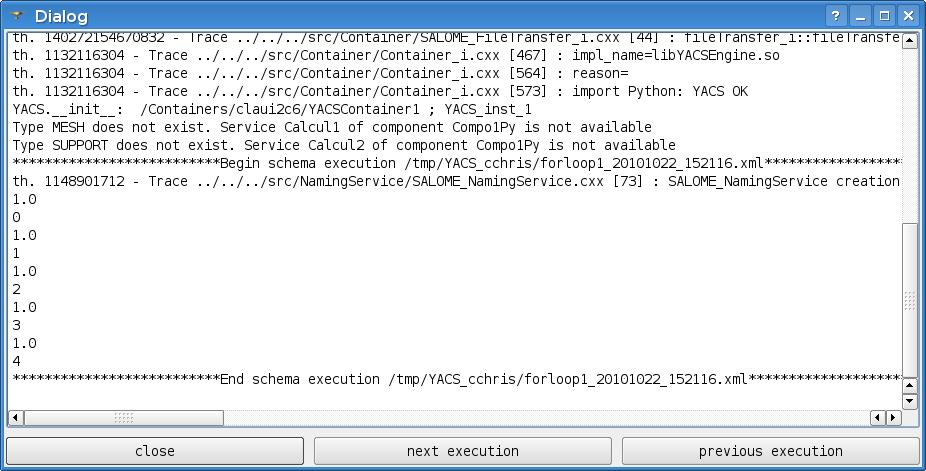 Dialog
th. 140272154670832 - Trace ../../../src/Container/SALOME_FileTransfer_i.cxx [44] : fileTransfer_i::fileTransfe
th. 1132116304 - Trace ../../../src/Container/Container_i.cxx [467] : impl_name=libYACSEngine.so
th. 1132116304 - Trace ../../../src/Container/Container_i.cxx [564] : reason=
th. 1132116304 - Trace ../../../src/Container/Container_i.cxx [573] : import Python: YACS OK
YACS.__init__:  /Containers/claui2c6/YACSContainer1 ; YACS_inst_1
Type MESH does not exist. Service Calcul1 of component Compo1Py is not available
Type SUPPORT does not exist. Service Calcul2 of component Compo1Py is not available
**************************Begin schema execution /tmp/YACS_cchris/forloop1_20101022_152116.xml******************
th. 1148901712 - Trace ../../../src/NamingService/SALOME_NamingService.cxx [73] : SALOME_NamingService creation
1.0
0
1.0
1
1.0
2
1.0
3
1.0
4
**************************End schema execution /tmp/YACS_cchris/forloop1_20101022_152116.xml********************
close next execution previous execution